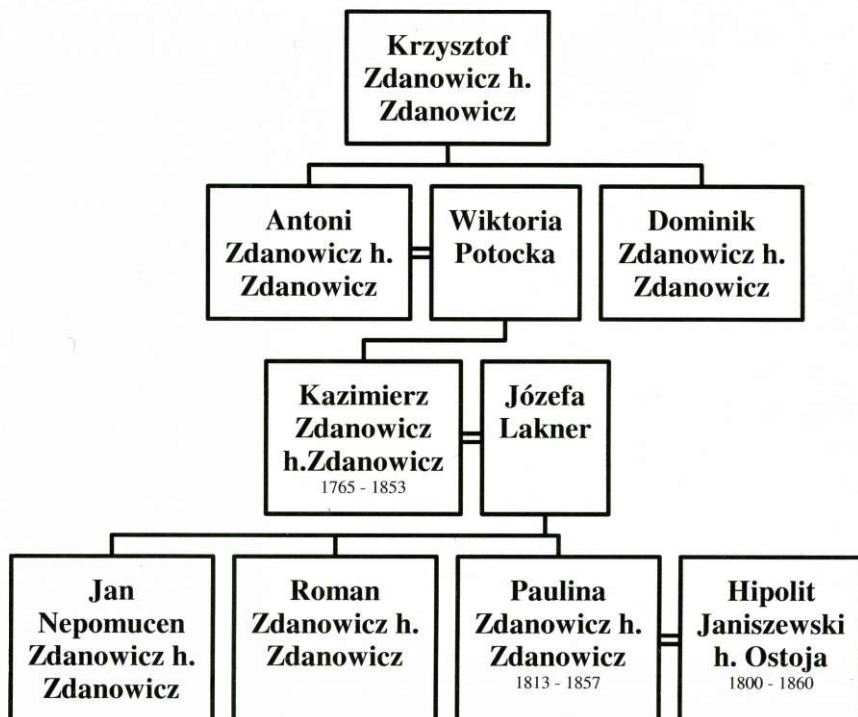 Krzysztof
Zdanowicz h.
Zdanowicz
Antoni
Zdanowicz h.
Zdanowicz
Wiktoria
Potocka
Dominik
Zdanowicz h.
Zdanowicz
Kazimierz
Zdanowicz
h.Zdanowicz
1765 - 1853
Józefa
Lakner
Jan
Nepomucen
Zdanowicz h.
Zdanowicz
Roman
Zdanowicz h.
Zdanowicz
Paulina
Zdanowicz h.
Zdanowicz
1813 - 1857
Hipolit
Janiszewski
h. Ostoja
1800 - 1860